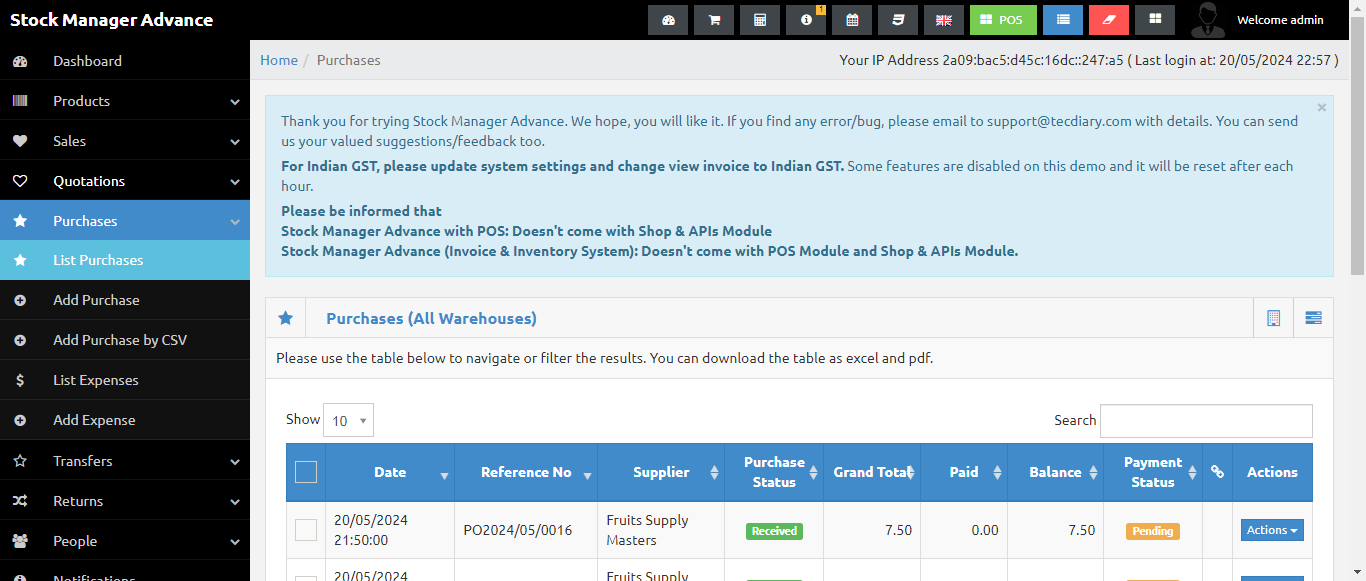 Stock Manager Advance
1
POS
Welcome admin
Dashboard
Products
Sales
Quotations
Purchases
List Purchases
Add Purchase
Add Purchase by CSV
List Expenses
Add Expense
Transfers
Returns
People
Notifications
Home / Purchases
Your IP Address 2a09:bac5:d45c:16dc::247:a5 ( Last login at: 20/05/2024 22:57 )
×
Thank you for trying Stock Manager Advance. We hope, you will like it. If you find any error/bug, please email to support@tecdiary.com with details. You can send
us your valued suggestions/feedback too.
For Indian GST, please update system settings and change view invoice to Indian GST. Some features are disabled on this demo and it will be reset after each
hour.
Please be informed that
Stock Manager Advance with POS: Doesn't come with Shop & APIs Module
Stock Manager Advance (Invoice & Inventory System): Doesn't come with POS Module and Shop & APIs Module.
Purchases (All Warehouses)
Please use the table below to navigate or filter the results. You can download the table as excel and pdf.
Show 10
Search
Date Reference No Supplier Purchase Status Grand Total Paid Balance Payment Status Actions
20/05/2024 21:50:00 PO2024/05/0016 Fruits Supply Masters Received 7.50 0.00 7.50 Pending Actions
20/05/2024 Fruits Supply